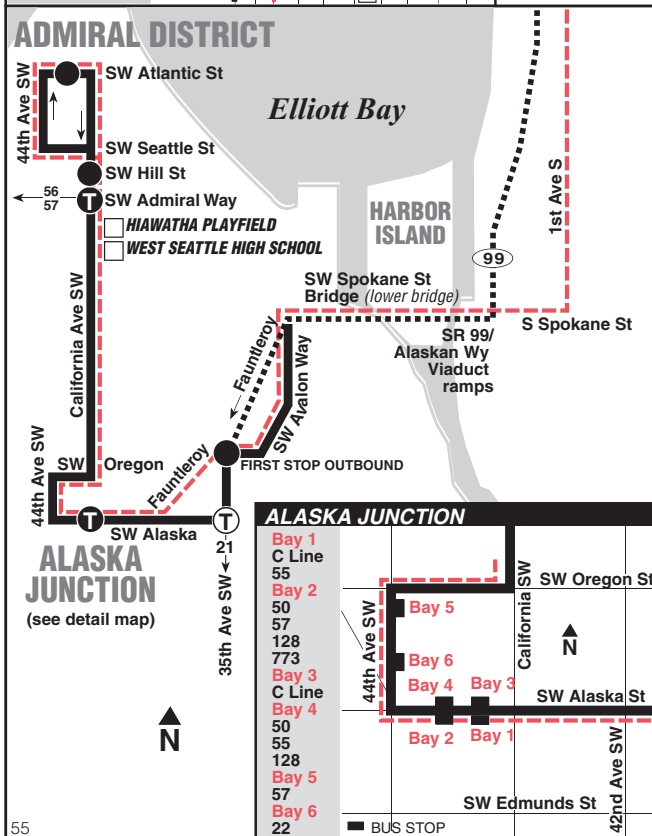 ADMIRAL DISTRICT
44th Ave SW
SW Atlantic St
SW Seattle St
SW Hill St
56
57
T
SW Admiral Way
HIAWATHA PLAYFIELD
WEST SEATTLE HIGH SCHOOL
Elliott Bay
HARBOR
ISLAND
1st Ave S
99
SW Spokane St
Bridge (lower bridge)
S Spokane St
SR 99/
Alaskan Wy
Viaduct
ramps
California Ave SW
Fauntleroy
SW Avalon Way
FIRST STOP OUTBOUND
44th Ave SW
SW Oregon
Fauntleroy
T
SW Alaska
T
21
35th Ave SW
ALASKA
JUNCTION
(see detail map)
N
55
ALASKA JUNCTION
Bay 1
C Line
55
Bay 2
50
57
128
773
Bay 3
C Line
Bay 4
50
55
128
Bay 5
57
Bay 6
22
44th Ave SW
California SW
SW Oregon St
Bay 5
Bay 6
N
Bay 4
Bay 3
SW Alaska St
Bay 2
Bay 1
42nd Ave SW
SW Edmunds St
BUS STOP